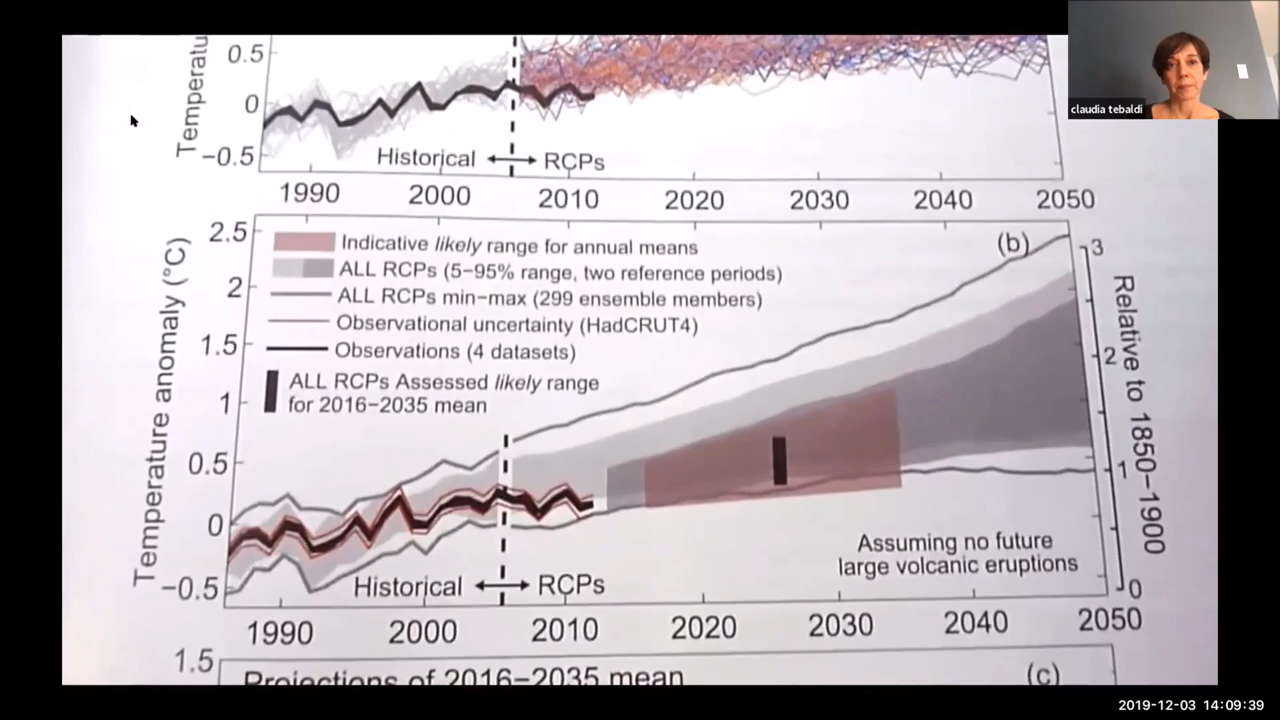 claudia tebaldi
0.5
0
−0.5
Historical
RCPs
1990 2000 2010 2020 2030 2040 2050
Temperature anomaly (°C)
2.5
2
1.5
1
0.5
0
−0.5
(b)
Indicative likely range for annual means
ALL RCPs (5−95% range, two reference periods)
ALL RCPs min−max (299 ensemble members)
Observational uncertainty (HadCRUT4)
Observations (4 datasets)
ALL RCPs Assessed likely range
for 2016−2035 mean
3
2
1
0
Relative to 1850−1900
Assuming no future
large volcanic eruptions
Historical
RCPs
1990 2000 2010 2020 2030 2040 2050
1.5
Projections of 2016−2035 mean
(c)
2019-12-03 14:09:39